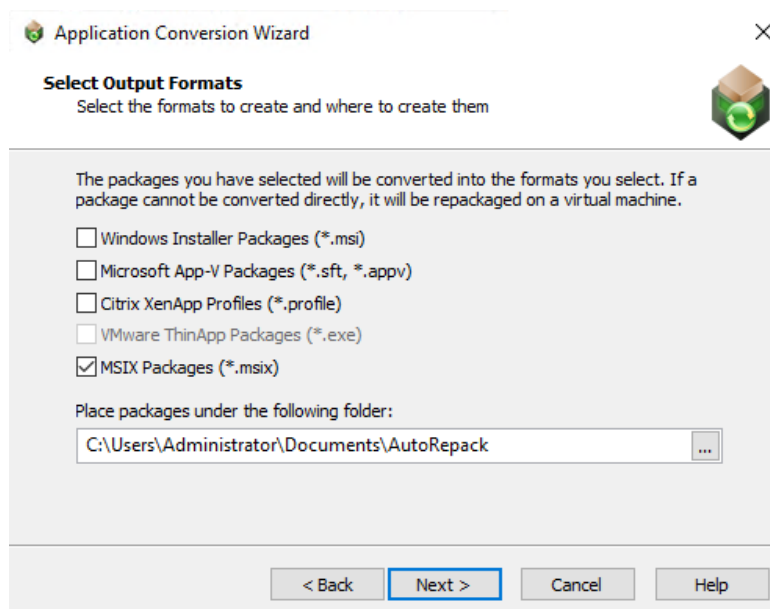 Application Conversion Wizard
Select Output Formats
Select the formats to create and where to create them
The packages you have selected will be converted into the formats you select. If a
package cannot be converted directly, it will be repackaged on a virtual machine.
Windows Installer Packages (*.msi)
Microsoft App-V Packages (*.sft, *.appv)
Citrix XenApp Profiles (*.profile)
VMware ThinApp Packages (*.exe)
MSIX Packages (*.msix)
Place packages under the following folder:
C:\Users\Administrator\Documents\AutoRepack
...
< Back Next > Cancel Help